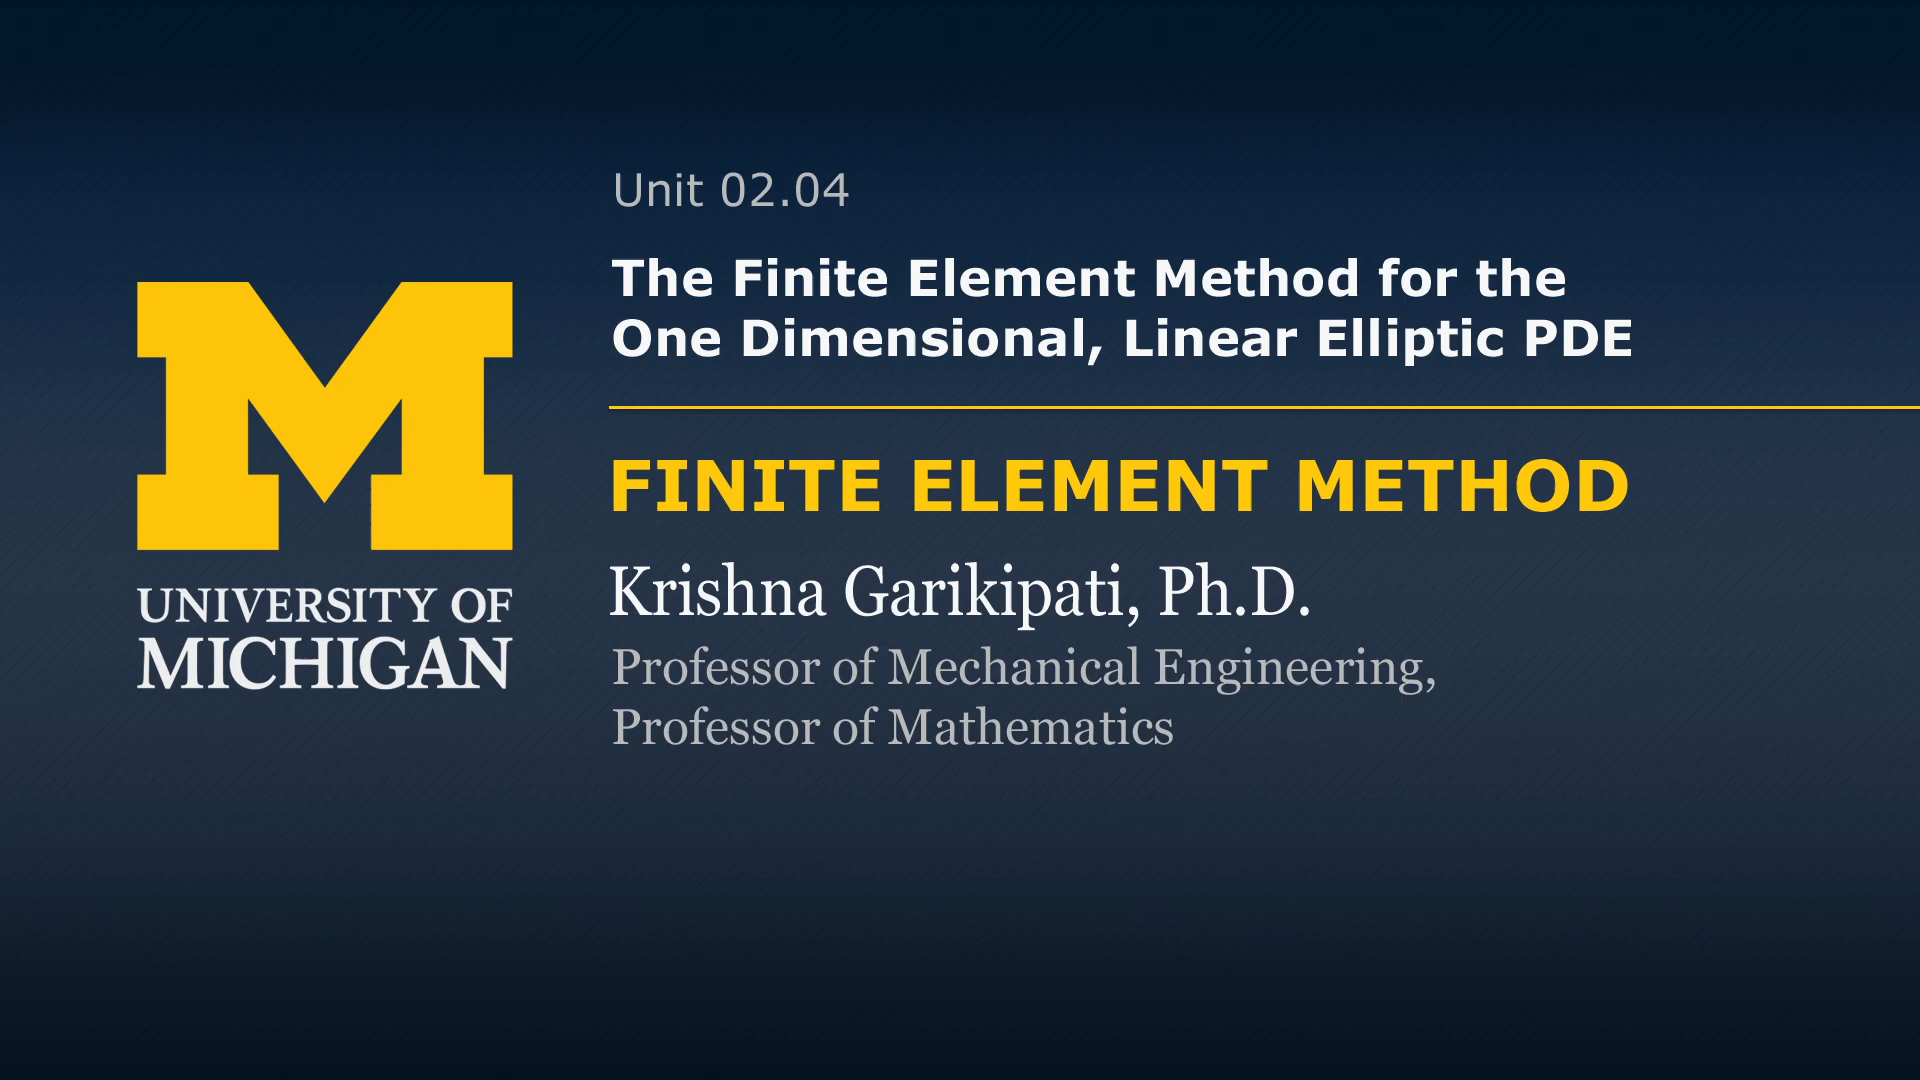 Unit 02.04
The Finite Element Method for the
One Dimensional, Linear Elliptic PDE
FINITE ELEMENT METHOD
Krishna Garikipati, Ph.D.
Professor of Mechanical Engineering,
Professor of Mathematics
M
UNIVERSITY OF
MICHIGAN